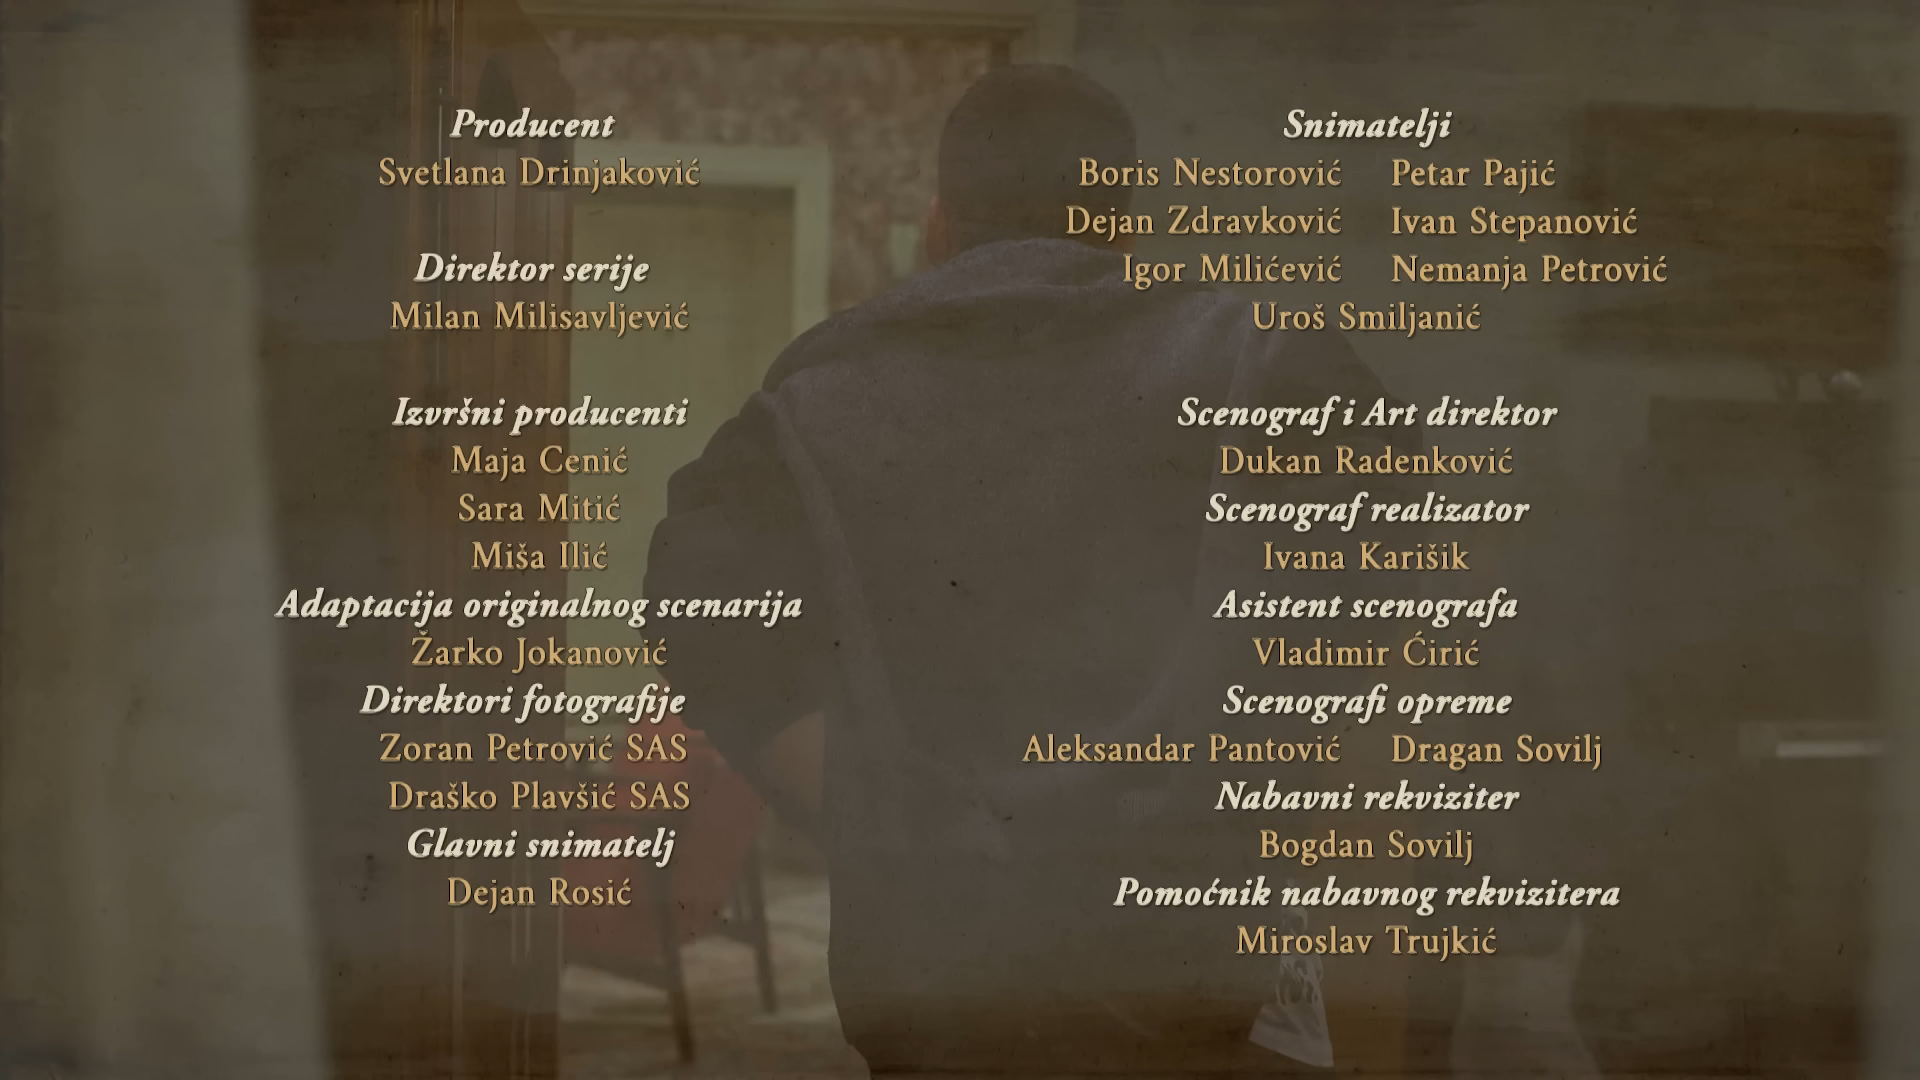 Producent
Svetlana Drinjaković
Direktor serije
Milan Milisavljević
Izvršni producenti
Maja Cenić
Sara Mitić
Miša Ilić
Adaptacija originalnog scenarija
Žarko Jokanović
Direktori fotografije
Zoran Petrović SAS
Draško Plavšić SAS
Glavni snimatelj
Dejan Rosić
Snimatelji
Boris Nestorović Petar Pajić
Dejan Zdravković Ivan Stepanović
Igor Milićević Nemanja Petrović
Uroš Smiljanić
Scenograf i Art direktor
Dukan Radenković
Scenograf realizator
Ivana Karišik
Asistent scenografa
Vladimir Ćirić
Scenografi opreme
Aleksandar Pantović Dragan Sovilj
Nabavni rekviziter
Bogdan Sovilj
Pomoćnik nabavnog rekvizitera
Miroslav Trujkić